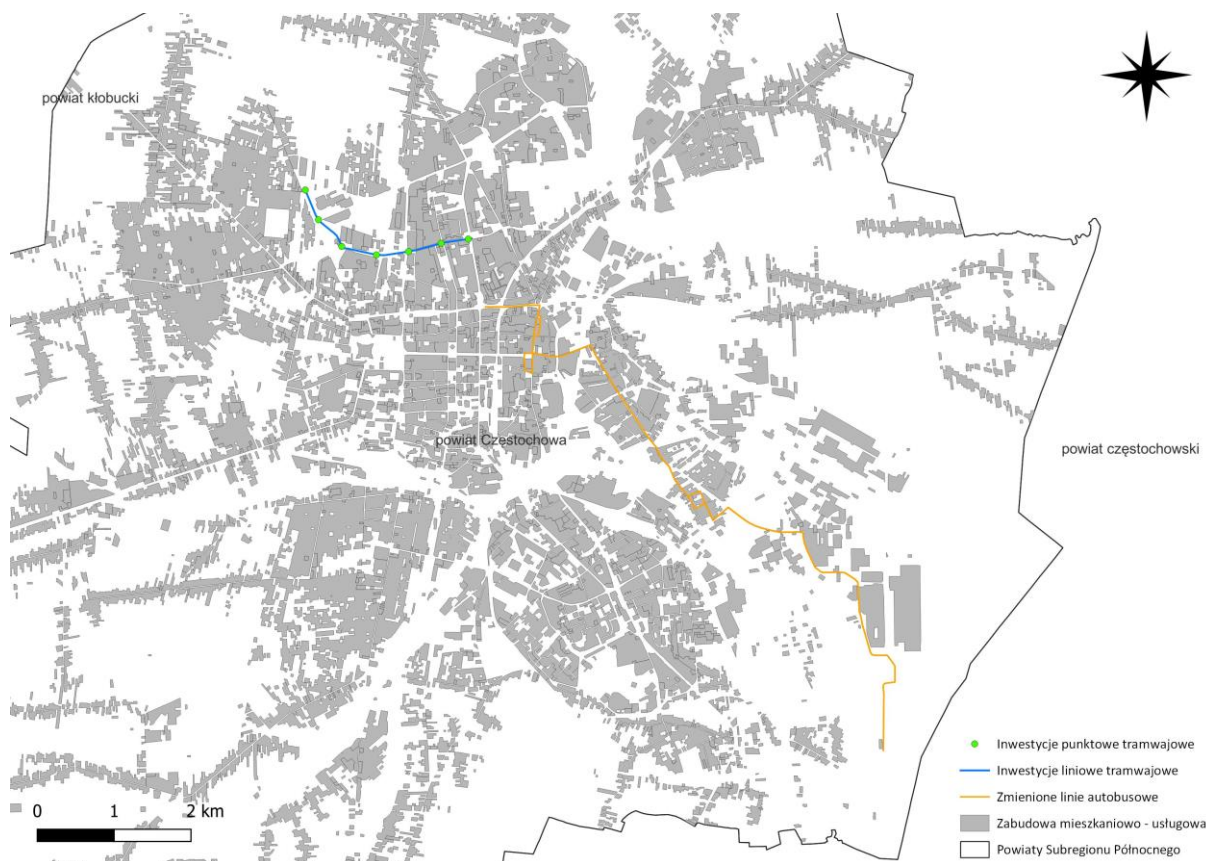 powiat kłobucki
powiat Częstochowa
powiat częstochowski
Inwestycje punktowe tramwajowe
Inwestycje liniowe tramwajowe
Zmienione linie autobusowe
Zabudowa mieszkaniowo - usługowa
Powiaty Subregionu Północnego
0 1 2 km